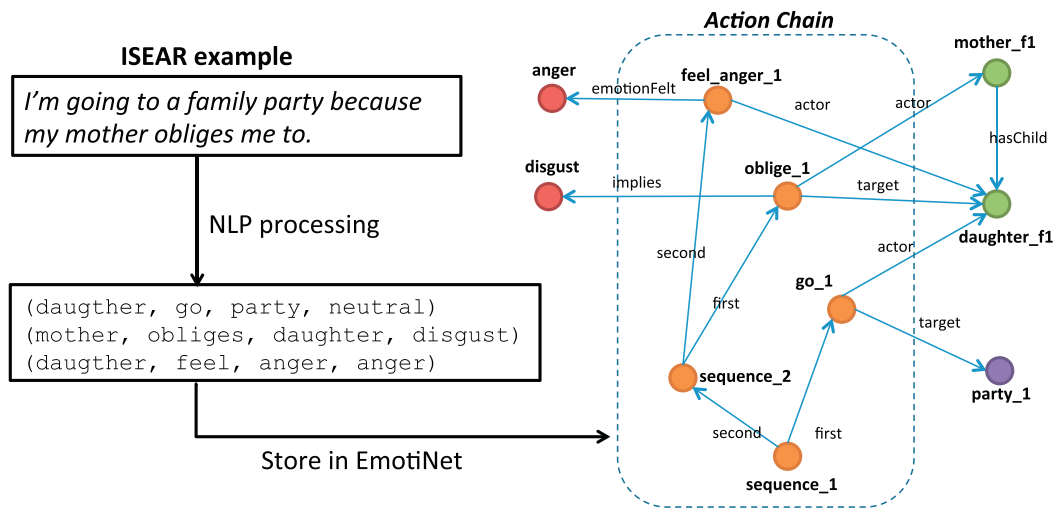 ISEAR example
I'm going to a family party because
my mother obliges me to.
NLP processing
(daugther, go, party, neutral)
(mother, obliges, daughter, disgust)
(daugther, feel, anger, anger)
Store in EmotiNet
Action Chain
anger
emotionFelt
feel_anger_1
actor
actor
mother_f1
hasChild
disgust
implies
oblige_1
target
daughter_f1
second
first
actor
go_1
target
party_1
sequence_2
second
first
sequence_1